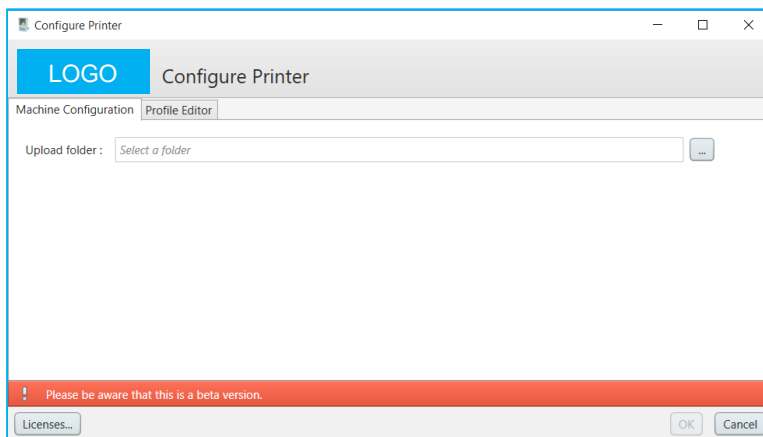 Configure Printer
LOGO Configure Printer
Machine Configuration Profile Editor
Upload folder : Select a folder ...
Please be aware that this is a beta version.
Licenses... OK Cancel